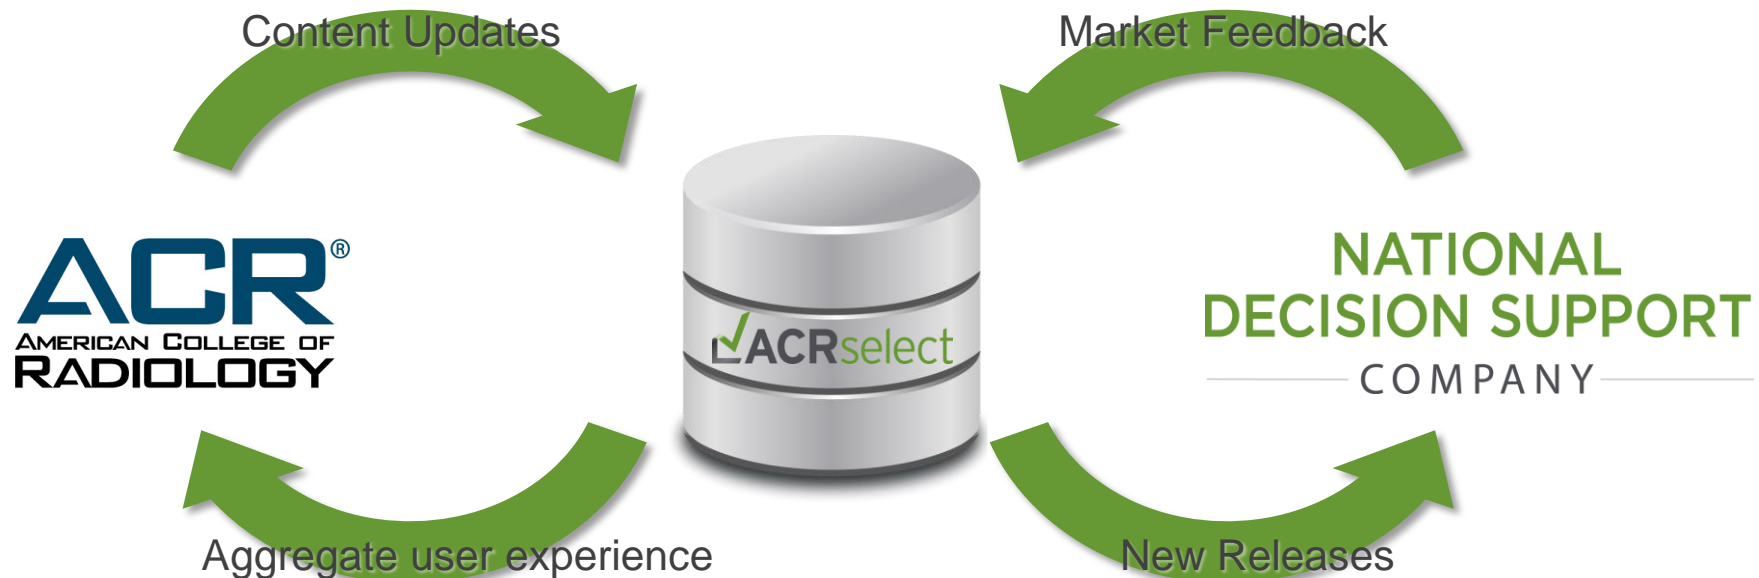 Content Updates
Market Feedback
ACR®
AMERICAN COLLEGE OF
RADIOLOGY
ACRselect
NATIONAL
DECISION SUPPORT
COMPANY
Aggregate user experience
New Releases